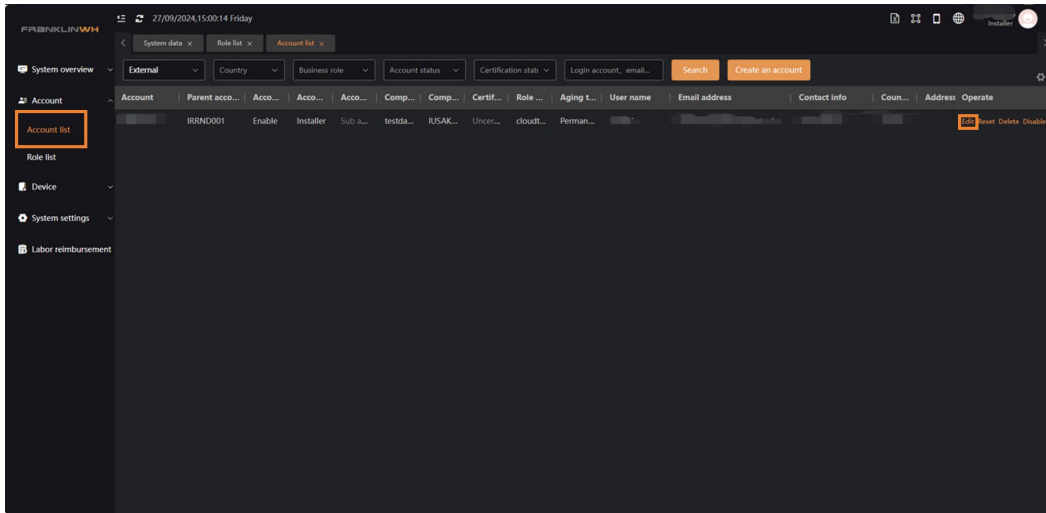 FRANKLINWH
27/09/2024,15:00:14 Friday
Installer
System data × Role list × Account list ×
System overview
External Country Business role Account status Certification stati Login account, email... Search Create an account
Account
Account Parent acco... Acco... Acco... Acco... Comp... Comp... Certif... Role ... Aging t... User name Email address Contact info Coun... Address Operate
IRRND001 Enable Installer Sub a... testda... IUSAK... Uncer... cloudt... Perman... Edit Reset Delete Disable
Account list
Role list
Device
System settings
Labor reimbursement